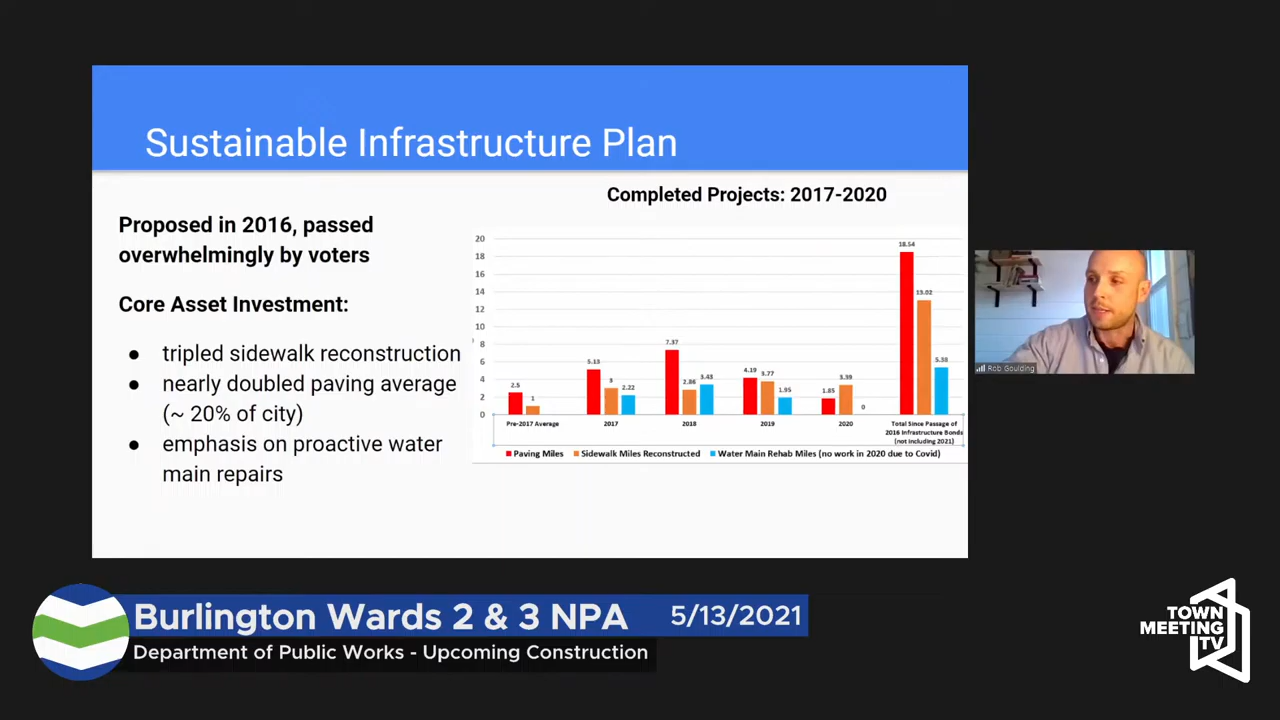 Sustainable Infrastructure Plan
Completed Projects: 2017-2020
Proposed in 2016, passed
overwhelmingly by voters
Core Asset Investment:
● tripled sidewalk reconstruction
● nearly doubled paving average
(~ 20% of city)
● emphasis on proactive water
main repairs
20
18
16
14
12
10
8
6
4
2
0
2.5
1
5.13
3
2.22
7.37
2.86
3.43
4.19
3.77
1.95
1.85
3.39
0
18.54
13.02
5.38
Pre-2017 Average
2017
2018
2019
2020
Total Since Passage of
2016 Infrastructure Bonds
(not including 2021)
Paving Miles
Sidewalk Miles Reconstructed
Water Main Rehab Miles (no work in 2020 due to Covid)
Rob Goulding
Burlington Wards 2 & 3 NPA 5/13/2021
Department of Public Works - Upcoming Construction
TOWN
MEETING
TV